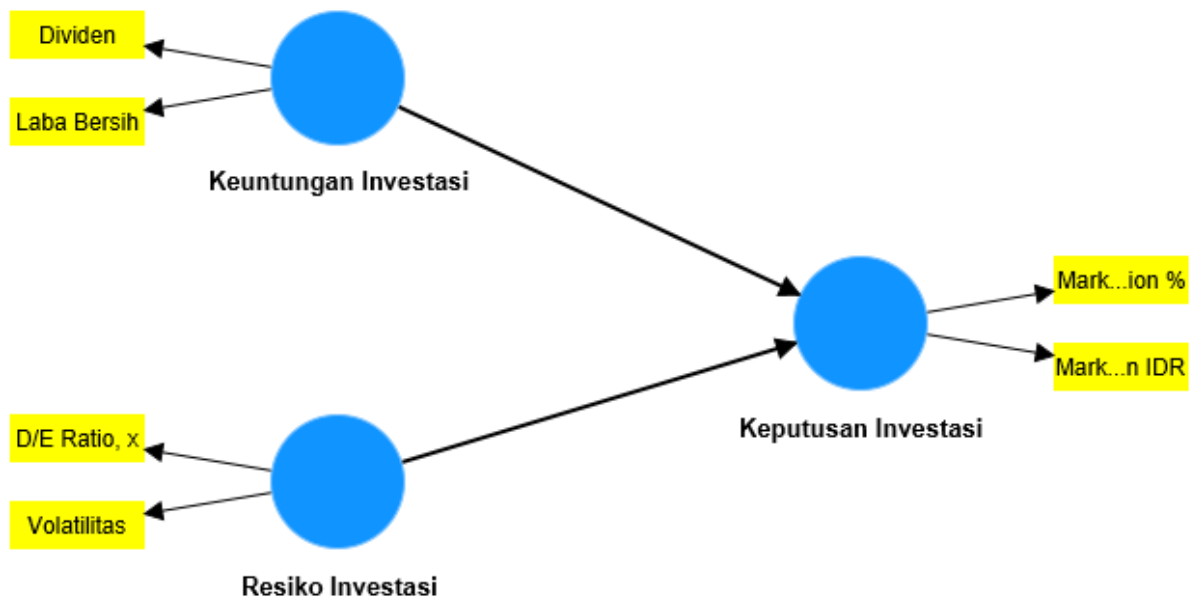 Dividen
Laba Bersih
Keuntungan Investasi
Mark...ion %
Mark...n IDR
Keputusan Investasi
D/E Ratio, x
Volatilitas
Resiko Investasi